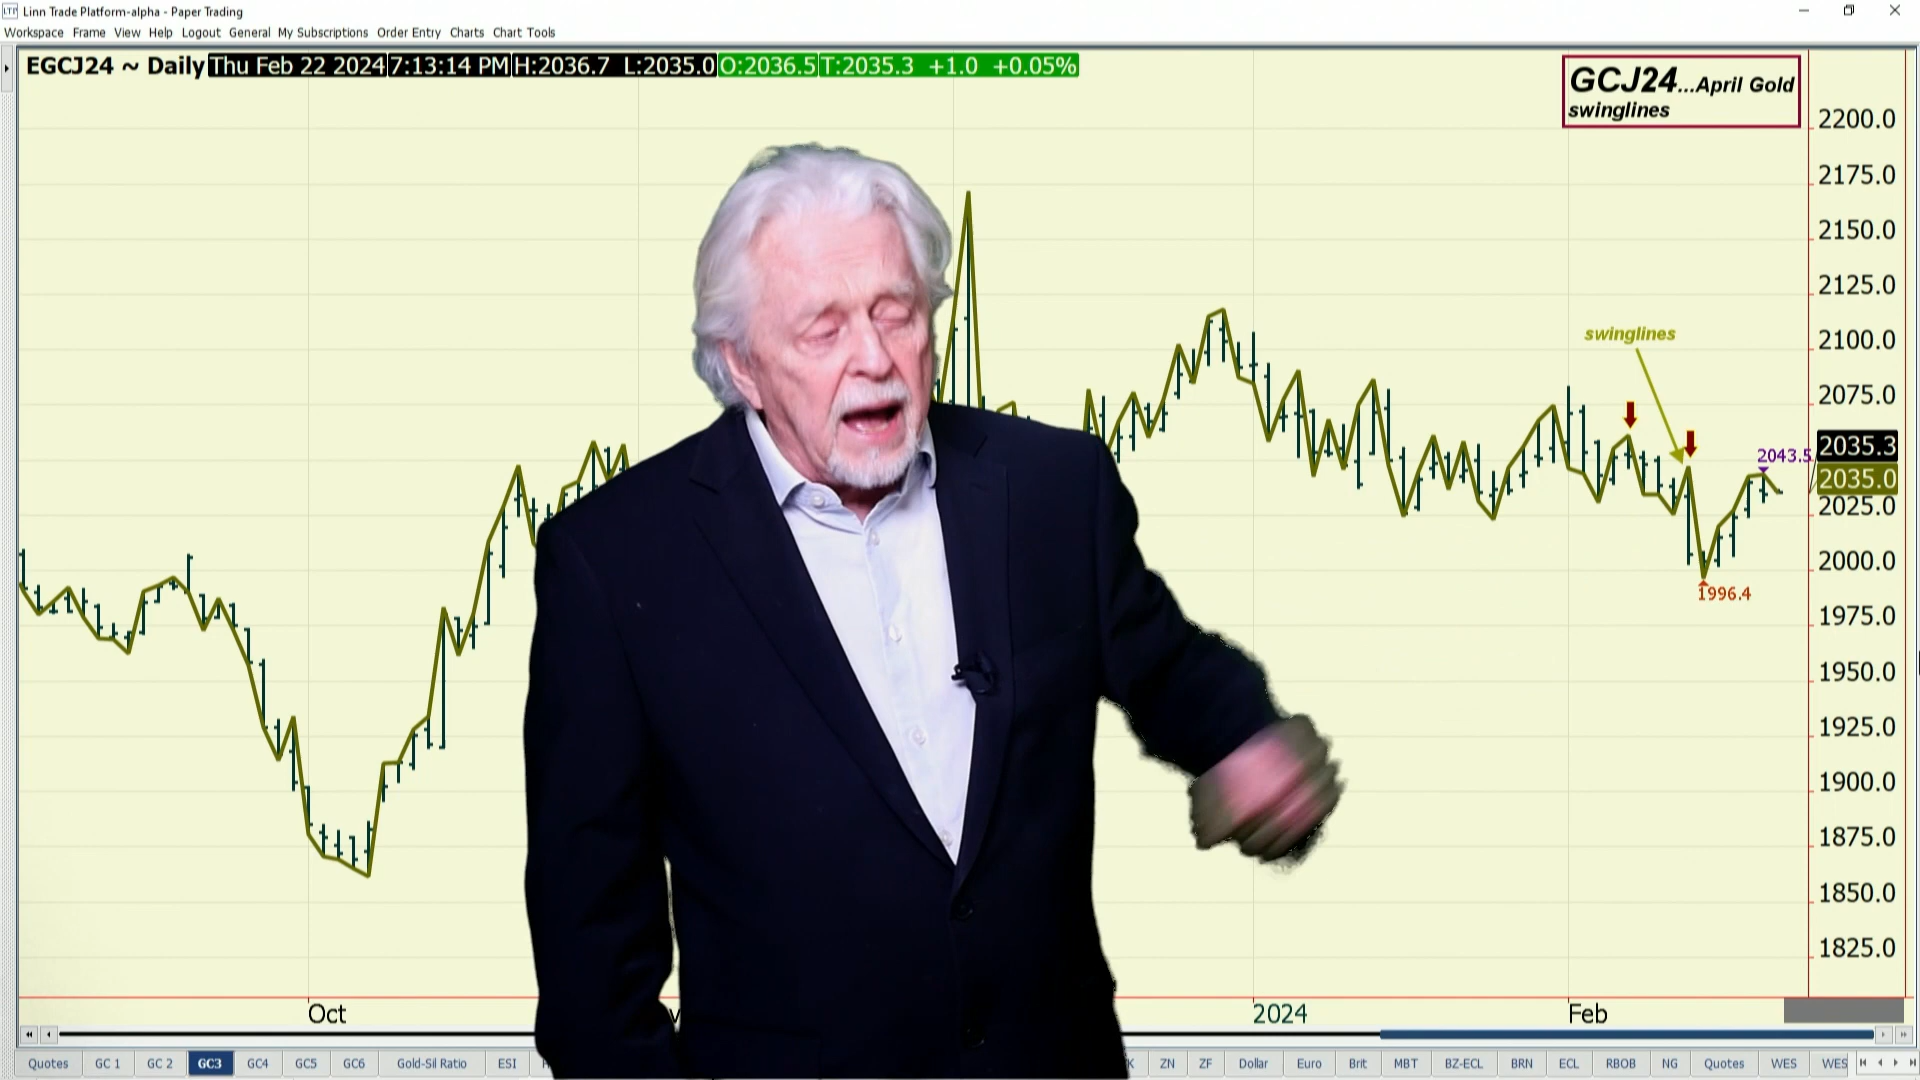 LTP Linn Trade Platform-alpha - Paper Trading
Workspace Frame View Help Logout General My Subscriptions Order Entry Charts Chart Tools
EGCJ24 ~ Daily Thu Feb 22 2024 7:13:14 PM H:2036.7 L:2035.0 O:2036.5 T:2035.3 +1.0 +0.05%
GCJ24...April Gold
swinglines
2200.0
2175.0
2150.0
2125.0
2100.0
swinglines
2075.0
2035.3
2043.5
2035.0
2025.0
2000.0
1996.4
1975.0
1950.0
1925.0
1900.0
1875.0
1850.0
1825.0
Oct 2024 Feb
Quotes GC 1 GC 2 GC3 GC4 GC5 GC6 Gold-Sil Ratio ESI ZN ZF Dollar Euro Brit MBT BZ-ECL BRN ECL RBOB NG Quotes WES WES